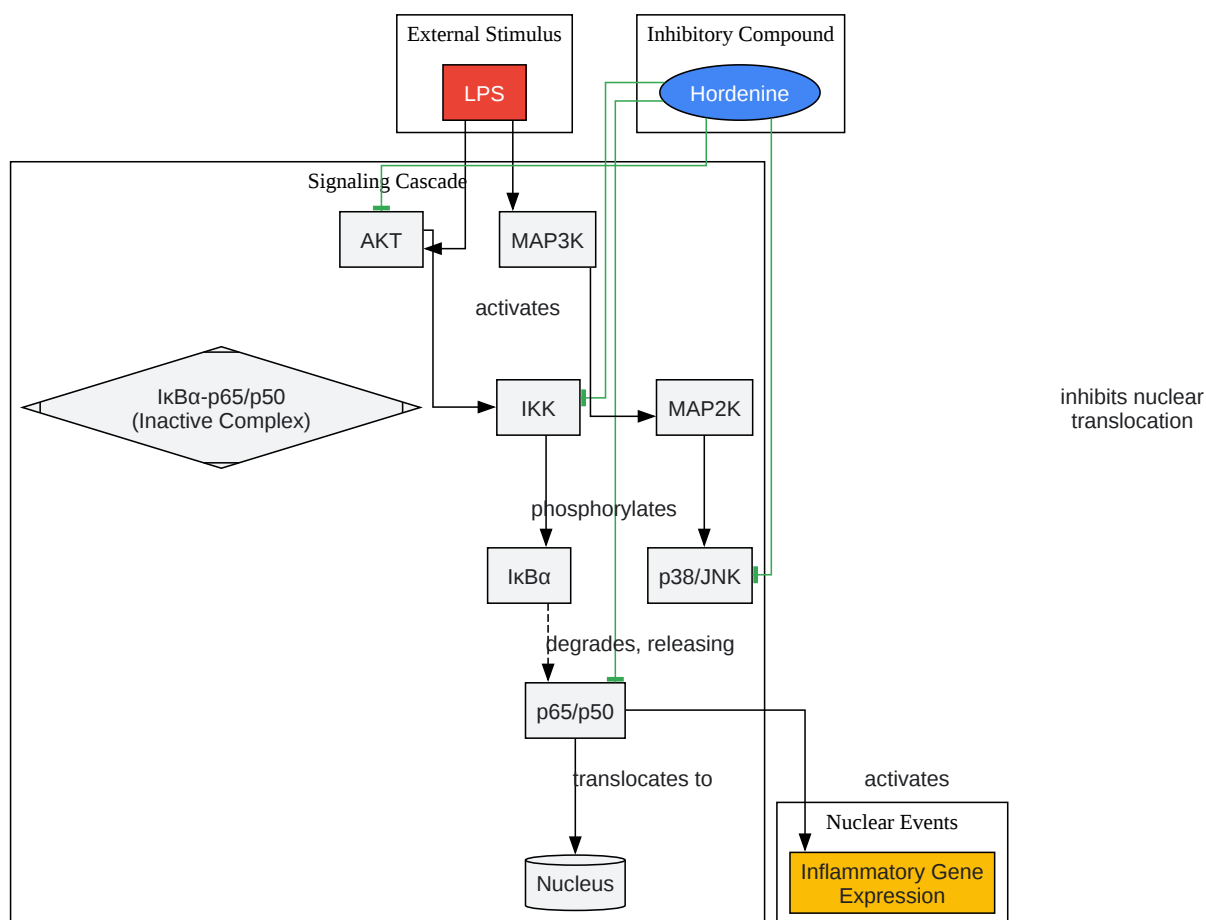 External Stimulus
Inhibitory Compound
LPS
Hordenine
Signaling Cascade
AKT
MAP3K
activates
IκBα-p65/p50
(Inactive Complex)
IKK
MAP2K
inhibits nuclear
translocation
phosphorylates
IκBα
p38/JNK
degrades, releasing
p65/p50
translocates to
activates
Nuclear Events
Nucleus
Inflammatory Gene
Expression